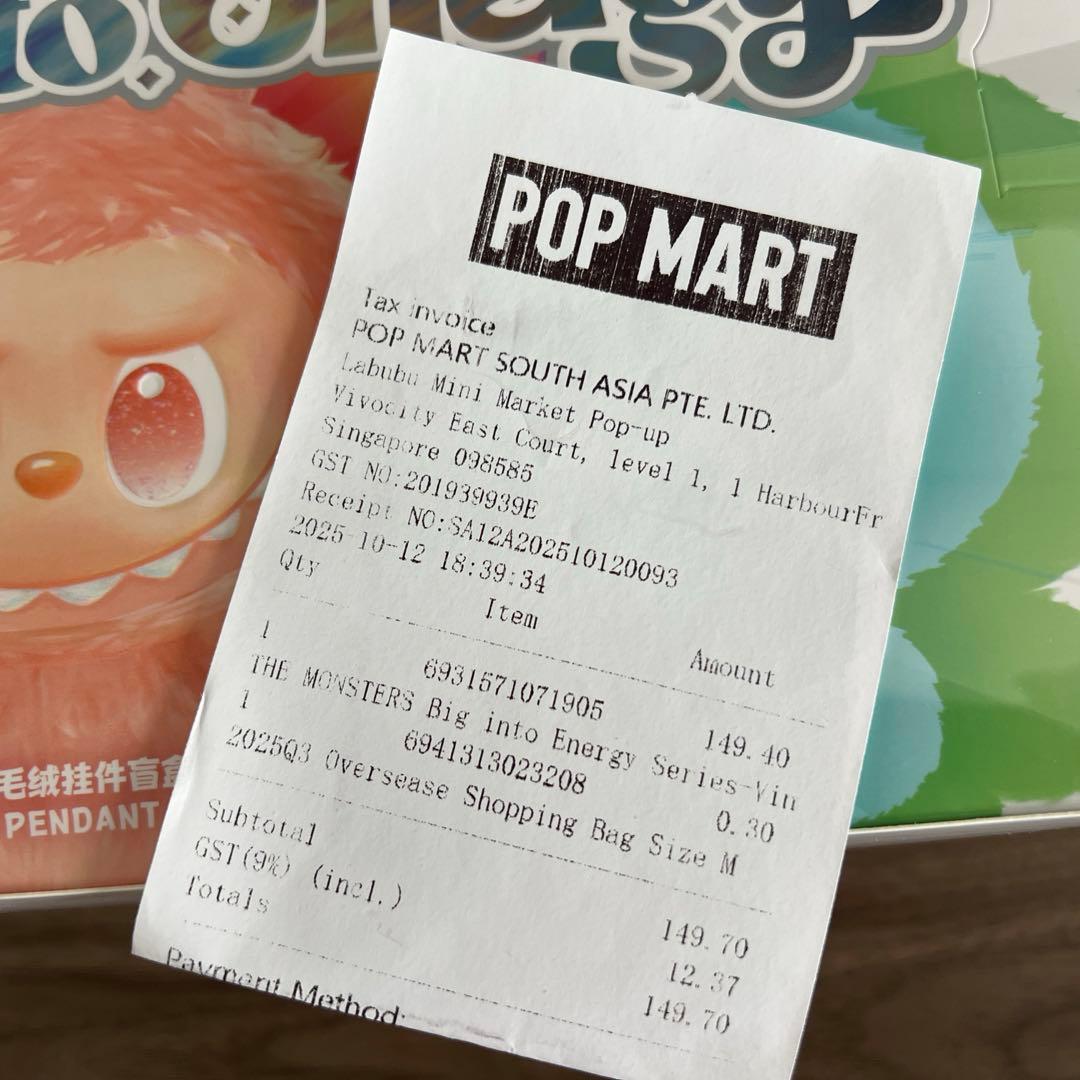 POP MART
Tax invoice
POP MART SOUTH ASIA PTE. LTD.
Labubu Mini Market Pop-up
Vivocity East Court, level 1, 1 HarbourFr
Singapore 098585
GST NO:201939939E
Receipt NO:SA12A202510120093
2025-10-12 18:39:34
Qty Item Amount
1 6931571071905 149.40
THE MONSTERS Big into Energy Series-Vin
1 6941313023208 0.30
2025Q3 Oversease Shopping Bag Size M
Subtotal 149.70
GST(9%) (incl.) 12.37
Totals 149.70
Payment Method:
毛绒挂件盲盒
PENDANT